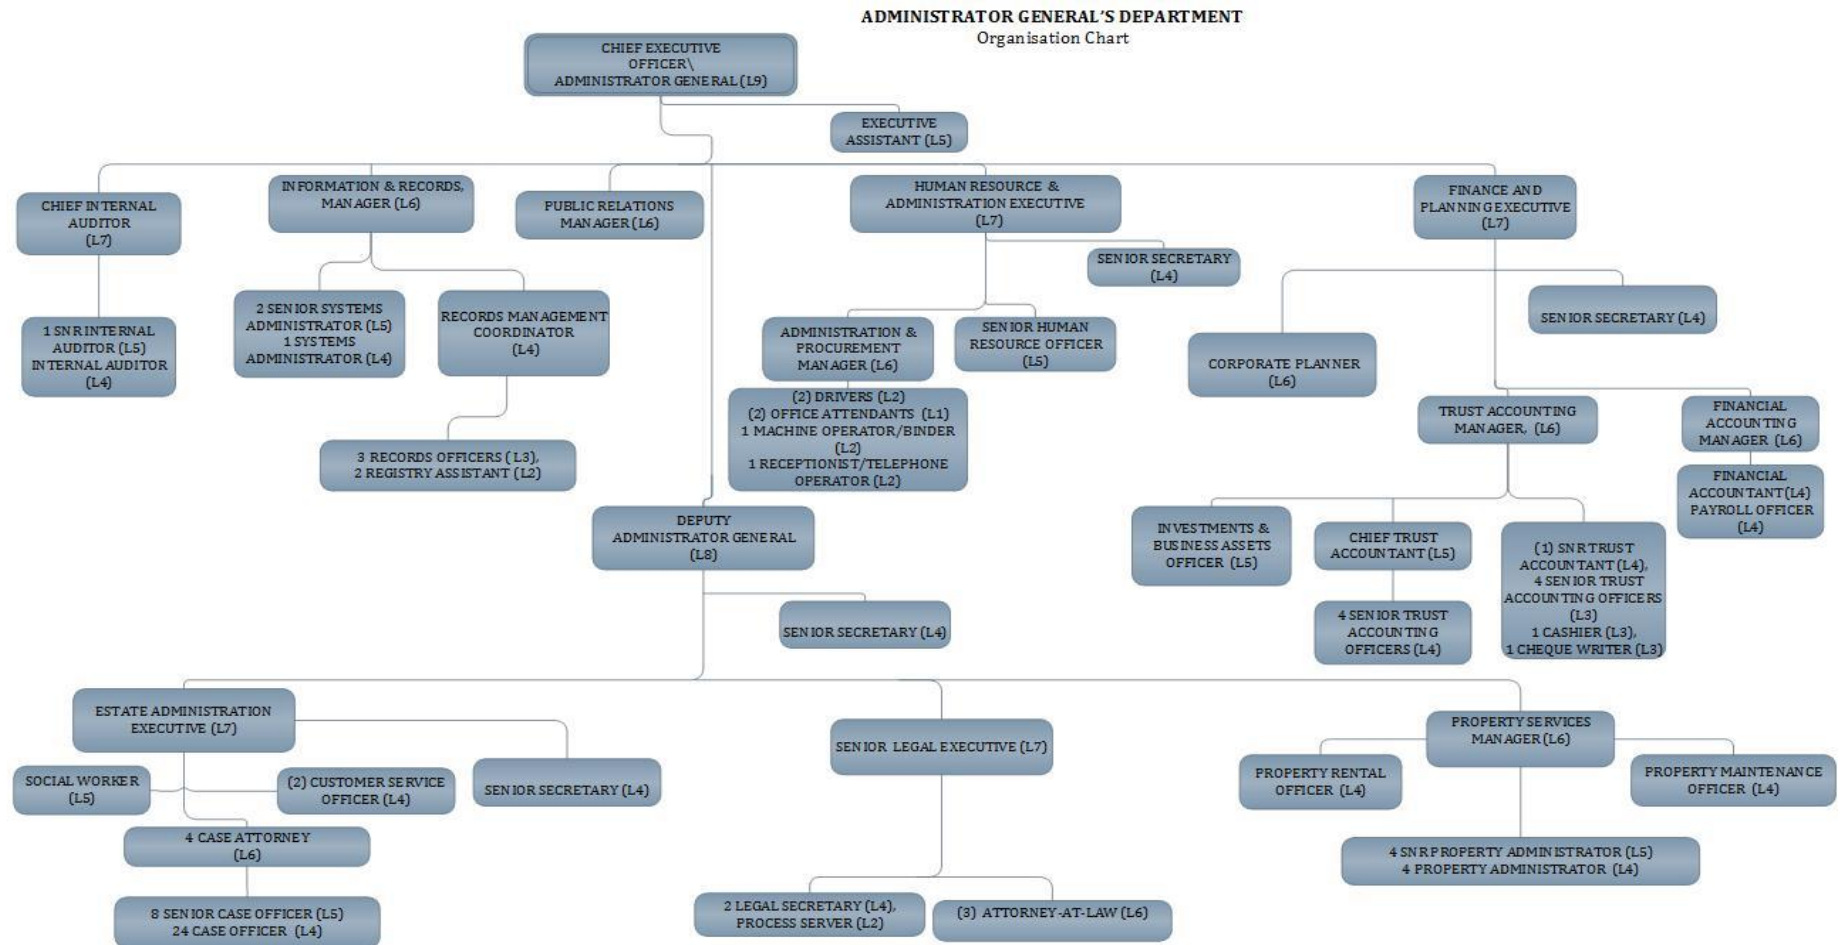 ADMINISTRATOR GENERAL'S DEPARTMENT
Organisation Chart
CHIEF EXECUTIVE
OFFICER\
ADMINISTRATOR GENERAL (L9)
EXECUTIVE
ASSISTANT (L5)
CHIEF INTERNAL
AUDITOR
(L7)
INFORMATION & RECORDS,
MANAGER (L6)
PUBLIC RELATIONS
MANAGER (L6)
HUMAN RESOURCE &
ADMINISTRATION EXECUTIVE
(L7)
FINANCE AND
PLANNING EXECUTIVE
(L7)
SENIOR SECRETARY
(L4)
1 SNR INTERNAL
AUDITOR (L5)
INTERNAL AUDITOR
(L4)
2 SENIOR SYSTEMS
ADMINISTRATOR (L5)
1 SYSTEMS
ADMINISTRATOR (L4)
RECORDS MANAGEMENT
COORDINATOR
(L4)
ADMINISTRATION &
PROCUREMENT
MANAGER (L6)
SENIOR HUMAN
RESOURCE OFFICER
(L5)
CORPORATE PLANNER
(L6)
SENIOR SECRETARY (L4)
3 RECORDS OFFICERS (L3),
2 REGISTRY ASSISTANT (L2)
(2) DRIVERS (L2)
(2) OFFICE ATTENDANTS (L1)
1 MACHINE OPERATOR/BINDER
(L2)
1 RECEPTIONIST/TELEPHONE
OPERATOR (L2)
TRUST ACCOUNTING
MANAGER, (L6)
FINANCIAL
ACCOUNTING
MANAGER (L6)
FINANCIAL
ACCOUNTANT (L4)
PAYROLL OFFICER
(L4)
DEPUTY
ADMINISTRATOR GENERAL
(L8)
INVESTMENTS &
BUSINESS ASSETS
OFFICER (L5)
CHIEF TRUST
ACCOUNTANT (L5)
(1) SNR TRUST
ACCOUNTANT (L4),
4 SENIOR TRUST
ACCOUNTING OFFICERS
(L3)
1 CASHIER (L3),
1 CHEQUE WRITER (L3)
SENIOR SECRETARY (L4)
4 SENIOR TRUST
ACCOUNTING
OFFICERS (L4)
ESTATE ADMINISTRATION
EXECUTIVE (L7)
SENIOR LEGAL EXECUTIVE (L7)
PROPERTY SERVICES
MANAGER (L6)
SOCIAL WORKER
(L5)
(2) CUSTOMER SERVICE
OFFICER (L4)
SENIOR SECRETARY (L4)
PROPERTY RENTAL
OFFICER (L4)
PROPERTY MAINTENANCE
OFFICER (L4)
4 CASE ATTORNEY
(L6)
4 SNR PROPERTY ADMINISTRATOR (L5)
4 PROPERTY ADMINISTRATOR (L4)
8 SENIOR CASE OFFICER (L5)
24 CASE OFFICER (L4)
2 LEGAL SECRETARY (L4),
PROCESS SERVER (L2)
(3) ATTORNEY-AT-LAW (L6)